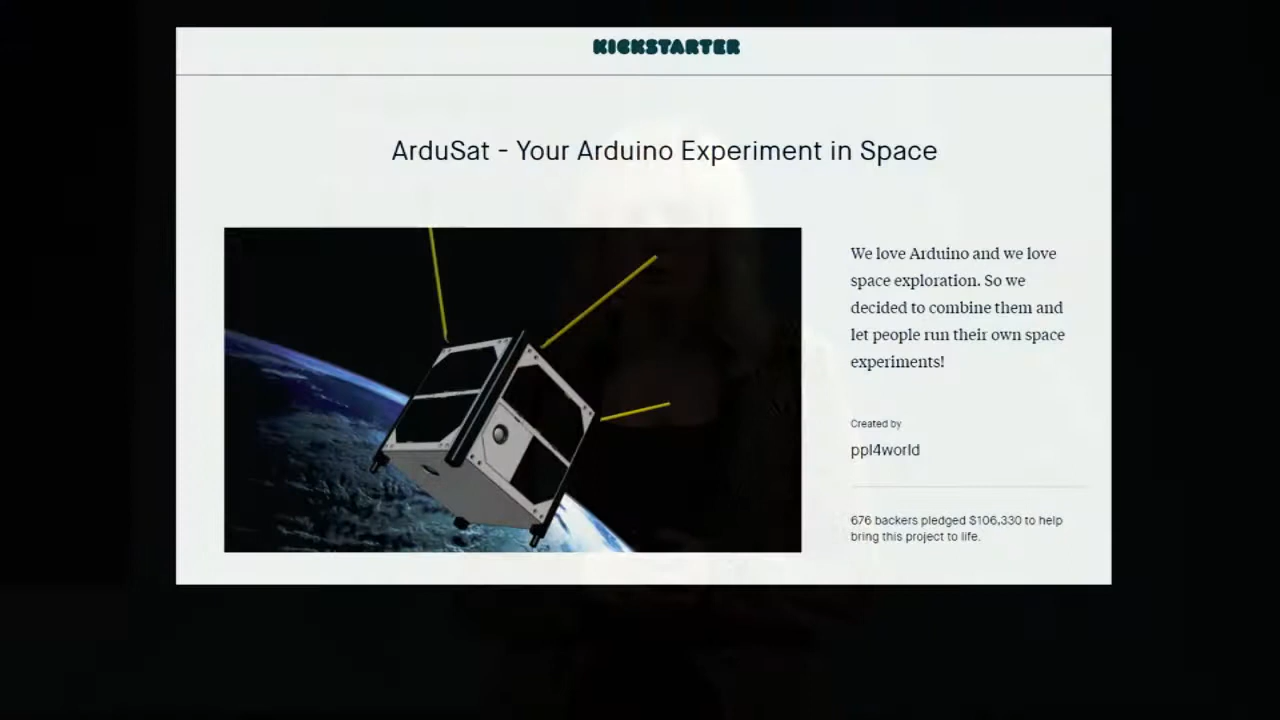 KICKSTARTER
ArduSat - Your Arduino Experiment in Space
We love Arduino and we love
space exploration. So we
decided to combine them and
let people run their own space
experiments!
Created by
ppl4world
676 backers pledged $106,330 to help
bring this project to life.